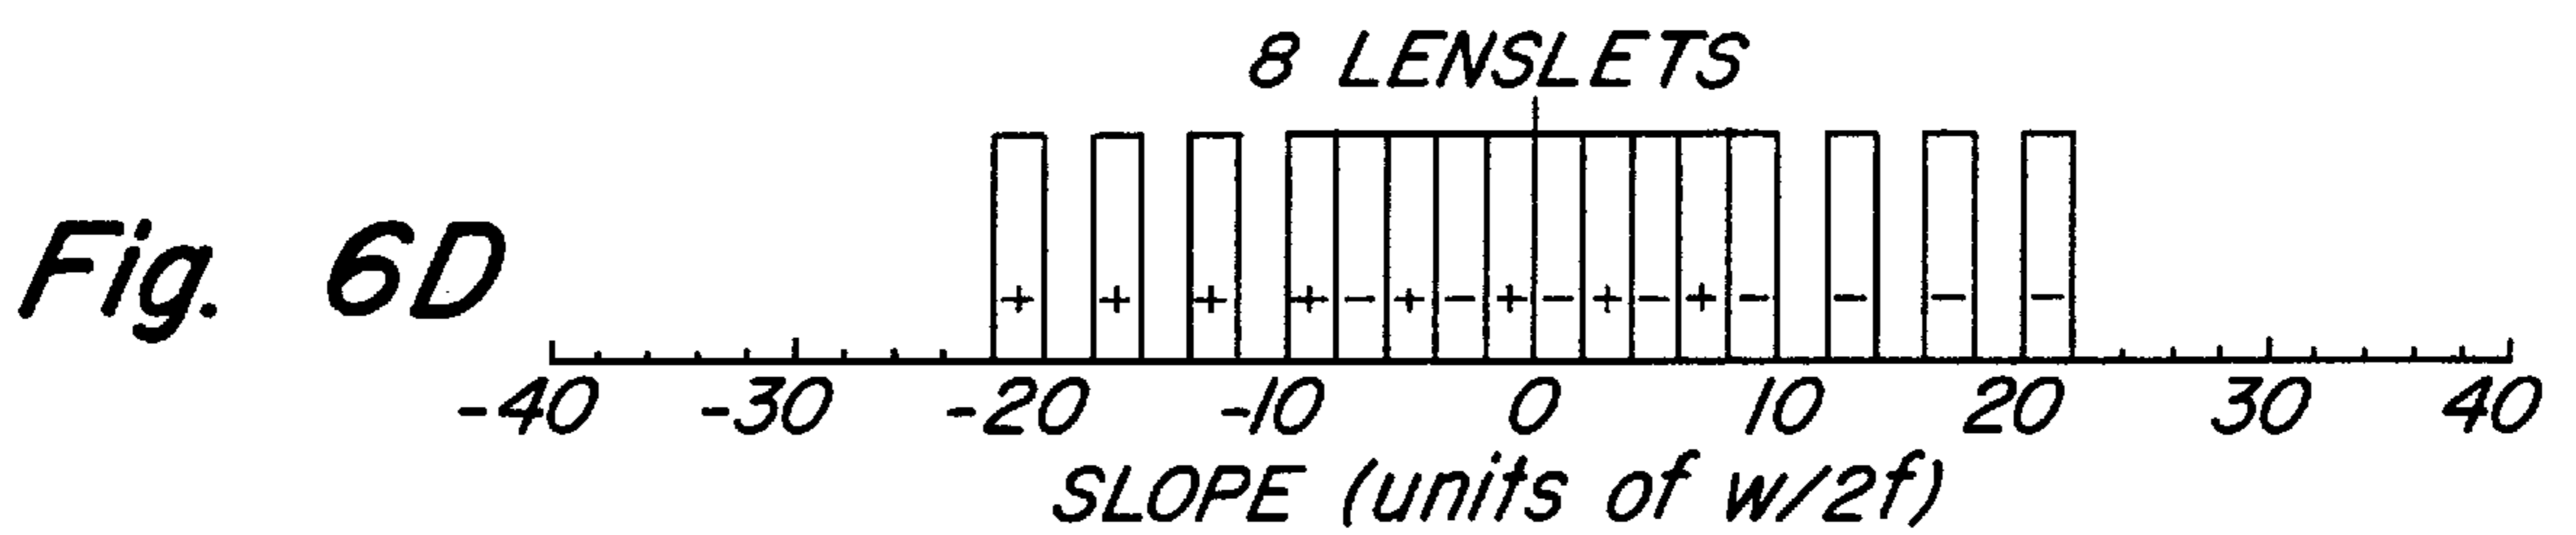 8 LENSLETS
+ + + + - + - + - + - + - - - -
Fig. 6D
-40 -30 -20 -10 0 10 20 30 40
SLOPE (units of w/2f)